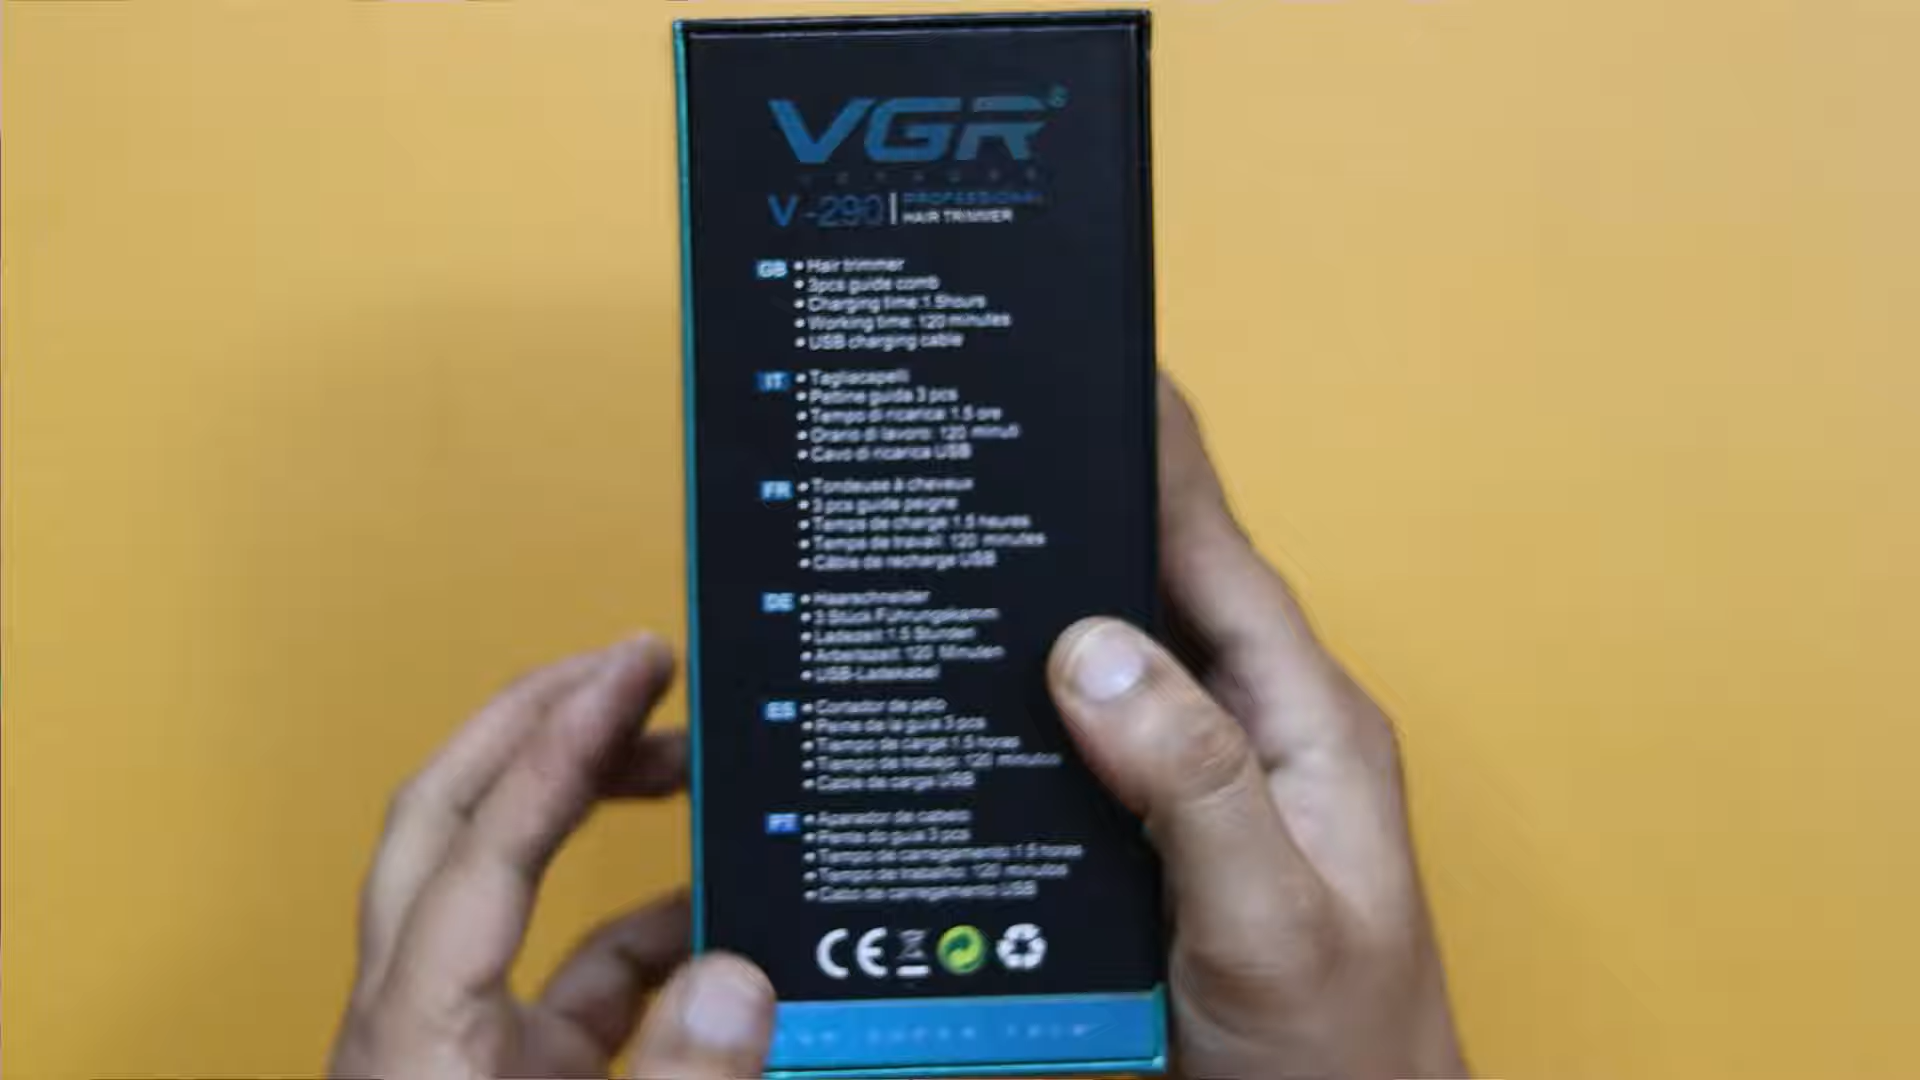 VGR®
V-290 PROFESSIONAL
HAIR TRIMMER
GB • Hair trimmer
• 3pcs guide comb
• Charging time:1.5hours
• Working time: 120 minutes
• USB charging cable
IT • Tagliacapelli
• Pettine guida 3 pcs
• Tempo di ricarica: 1.5 ore
• Orario di lavoro: 120 minuti
• Cavo di ricarica USB
FR • Tondeuse à cheveux
• 3 pcs guide peigne
• Temps de charge: 1.5 heures
• Temps de travail: 120 minutes
• Câble de recharge USB
DE • Haarschneider
• 3 Stück Führungskamm
• Ladezeit: 1.5 Stunden
• Arbeitszeit: 120 Minuten
• USB-Ladekabel
ES • Cortador de pelo
• Peine de la guía 3 pcs
• Tiempo de carga: 1.5 horas
• Tiempo de trabajo: 120 minutos
• Cable de carga USB
PT • Aparador de cabelo
• Pente do guia 3 pcs
• Tempo de carregamento: 1.5 horas
• Tempo de trabalho: 120 minutos
• Cabo de carregamento USB
CE